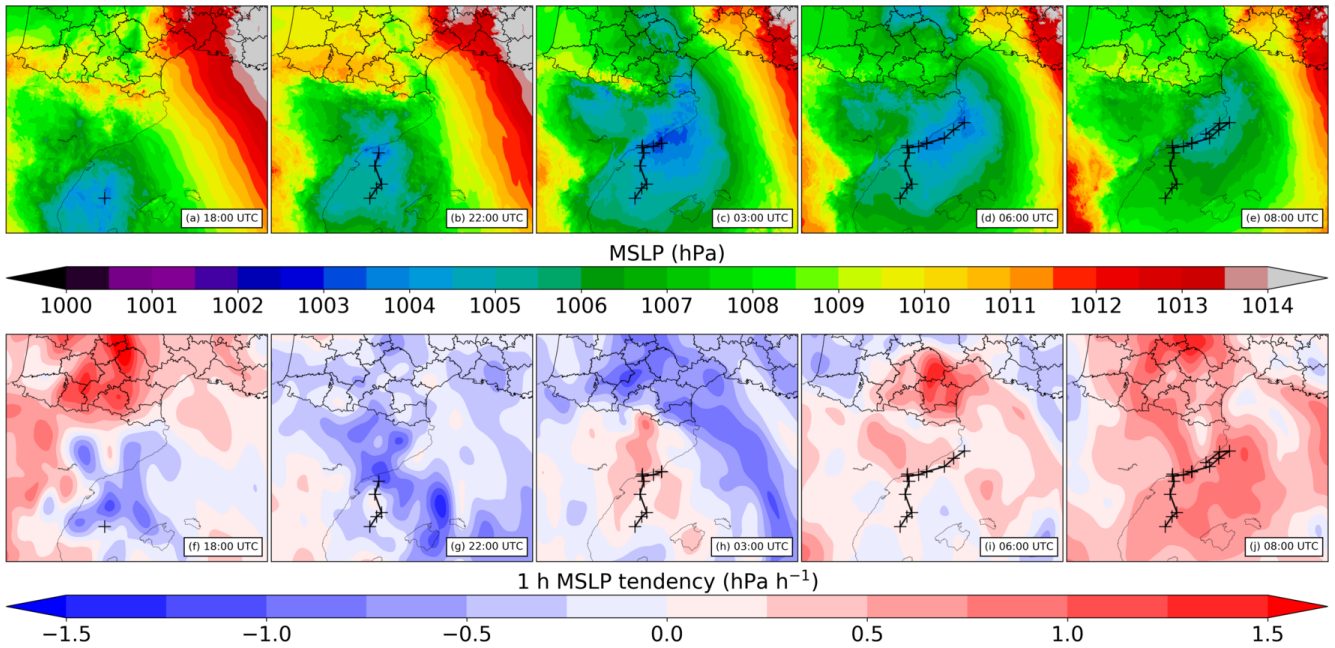 (a) 18:00 UTC
(b) 22:00 UTC
(c) 03:00 UTC
(d) 06:00 UTC
(e) 08:00 UTC
MSLP (hPa)
1000 1001 1002 1003 1004 1005 1006 1007 1008 1009 1010 1011 1012 1013 1014
(f) 18:00 UTC
(g) 22:00 UTC
(h) 03:00 UTC
(i) 06:00 UTC
(j) 08:00 UTC
1 h MSLP tendency (hPa h⁻¹)
−1.5 −1.0 −0.5 0.0 0.5 1.0 1.5